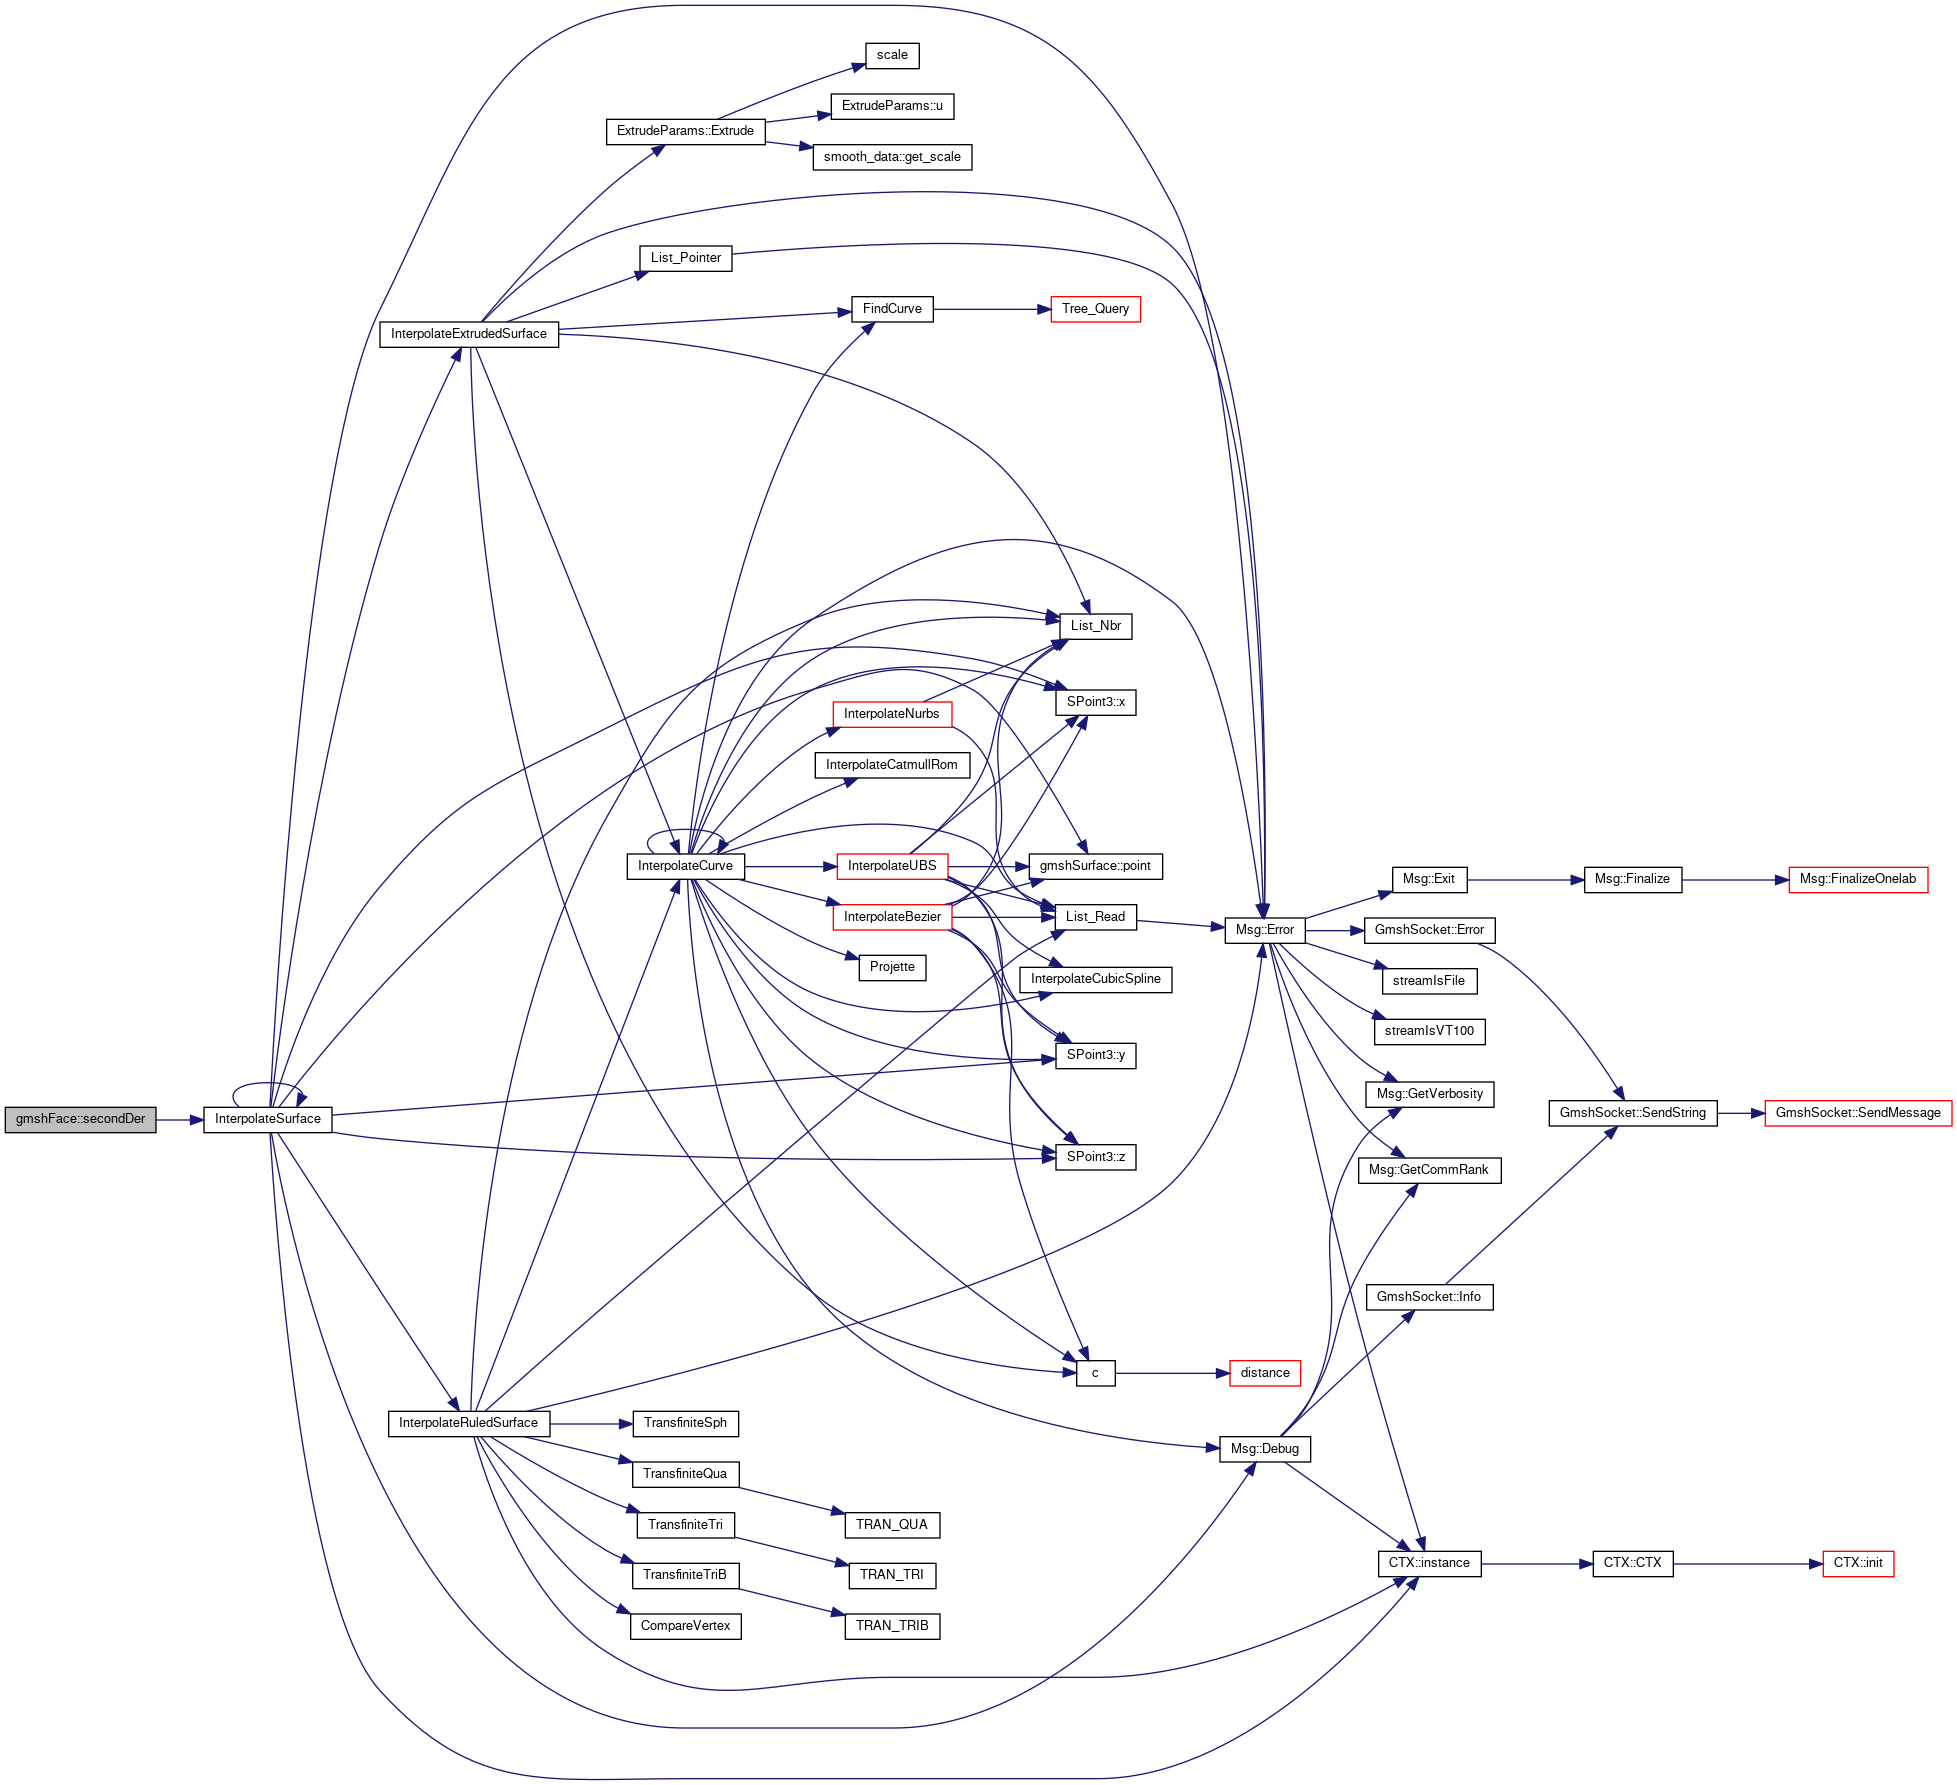 scale
ExtrudeParams::u
ExtrudeParams::Extrude
smooth_data::get_scale
List_Pointer
FindCurve
Tree_Query
InterpolateExtrudedSurface
List_Nbr
SPoint3::x
InterpolateNurbs
InterpolateCatmullRom
InterpolateCurve
InterpolateUBS
gmshSurface::point
Msg::Exit
Msg::Finalize
Msg::FinalizeOnelab
InterpolateBezier
List_Read
Msg::Error
GmshSocket::Error
Projette
InterpolateCubicSpline
streamIsFile
streamIsVT100
SPoint3::y
Msg::GetVerbosity
gmshFace::secondDer
InterpolateSurface
GmshSocket::SendString
GmshSocket::SendMessage
SPoint3::z
Msg::GetCommRank
GmshSocket::Info
c
distance
InterpolateRuledSurface
TransfiniteSph
Msg::Debug
TransfiniteQua
TransfiniteTri
TRAN_QUA
CTX::instance
CTX::CTX
CTX::init
TransfiniteTriB
TRAN_TRI
CompareVertex
TRAN_TRIB